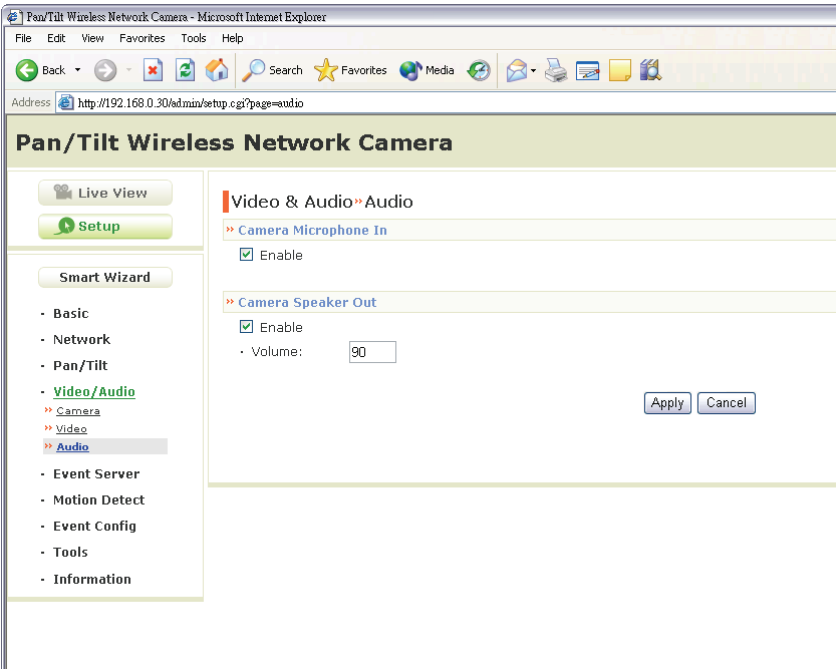 Pan/Tilt Wireless Network Camera - Microsoft Internet Explorer
File Edit View Favorites Tools Help
Back Search Favorites Media
Address http://192.168.0.30/admin/setup.cgi?page=audio
Pan/Tilt Wireless Network Camera
Live View
Setup
Smart Wizard
· Basic
· Network
· Pan/Tilt
· Video/Audio
» Camera
» Video
» Audio
· Event Server
· Motion Detect
· Event Config
· Tools
· Information
Video & Audio»Audio
» Camera Microphone In
Enable
» Camera Speaker Out
Enable
· Volume: 90
Apply Cancel